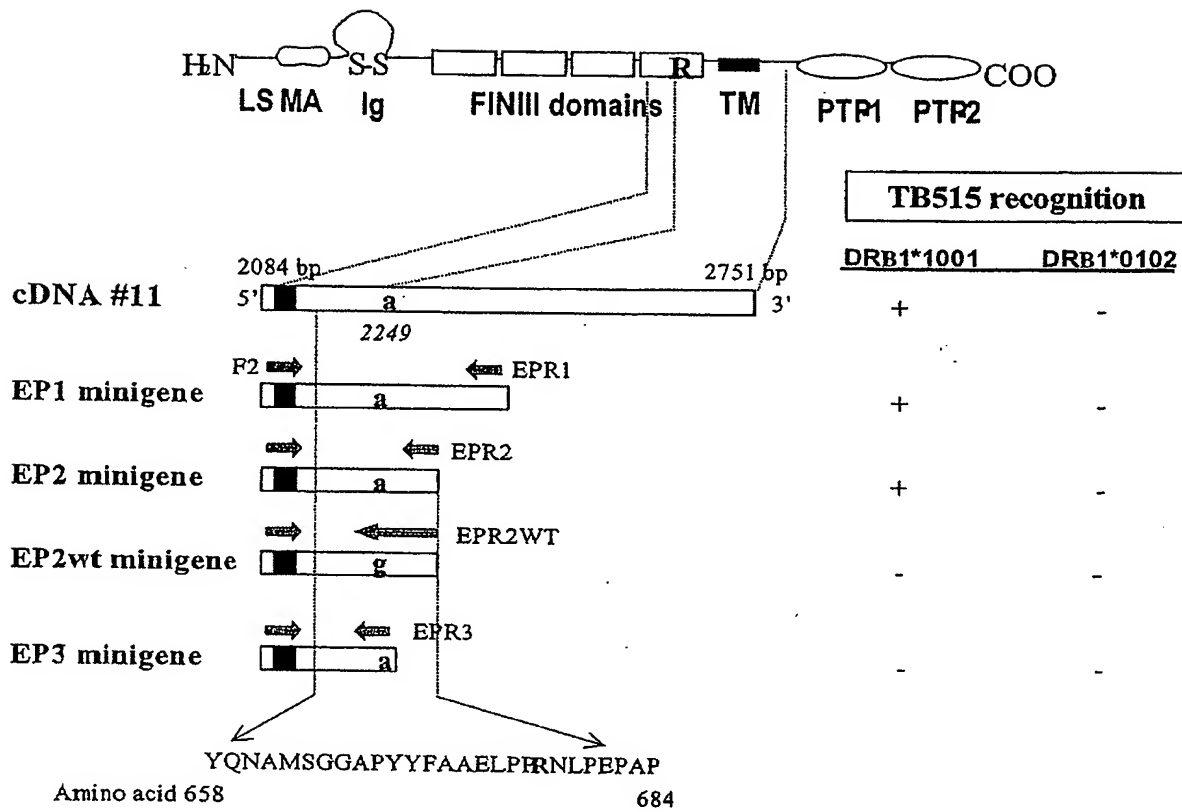 H2N S-S R COO
LS MA Ig FINIII domains TM PTP1 PTP2
TB515 recognition
DRB1*1001 DRB1*0102
2084 bp 2751 bp
cDNA #11 5' a 3' + -
2249
F2 EPR1
EP1 minigene a + -
EPR2
EP2 minigene a + -
EPR2WT
EP2wt minigene g - -
EPR3
EP3 minigene a - -
Amino acid 658 684